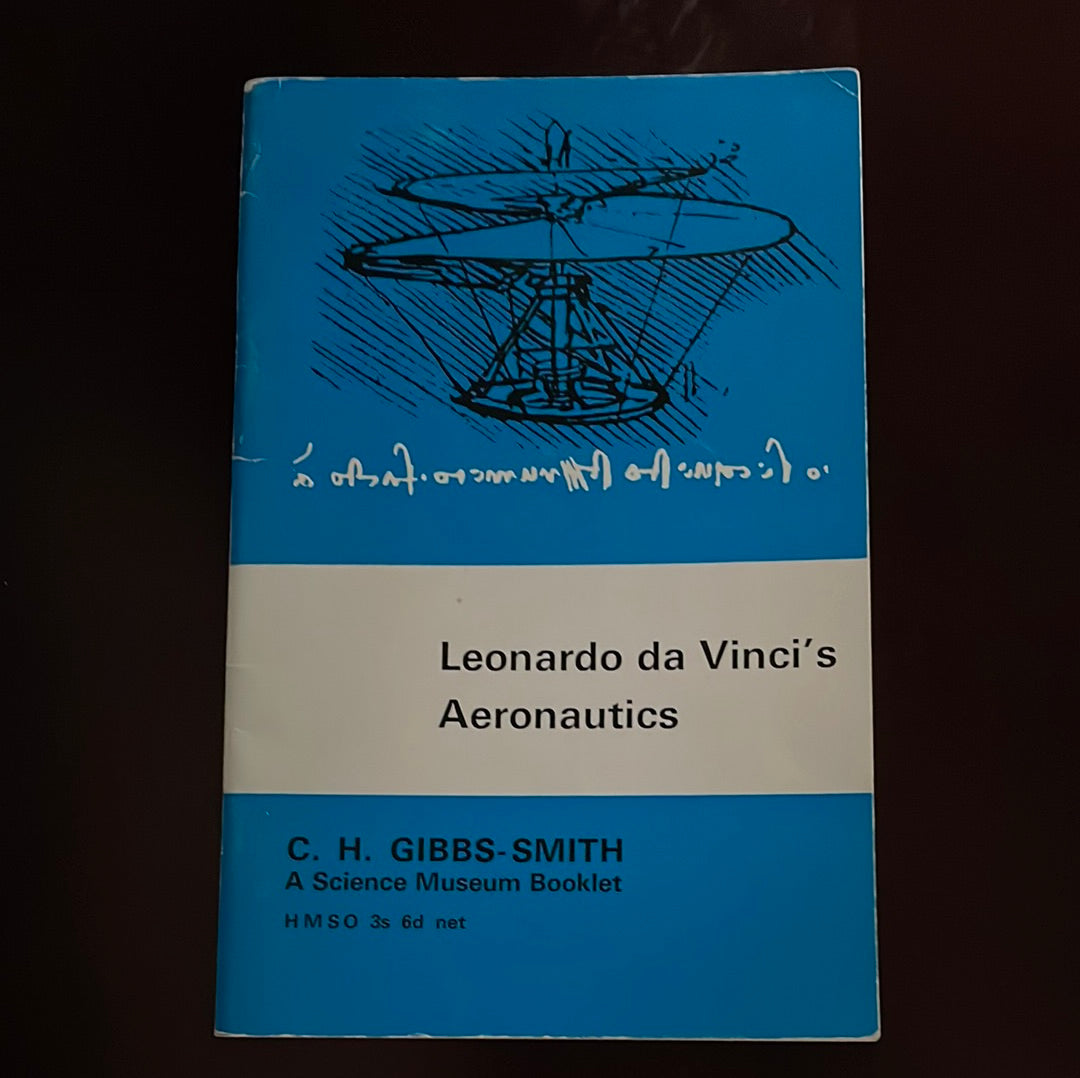 Leonardo da Vinci's
Aeronautics
C. H. GIBBS-SMITH
A Science Museum Booklet
HMSO 3s 6d net